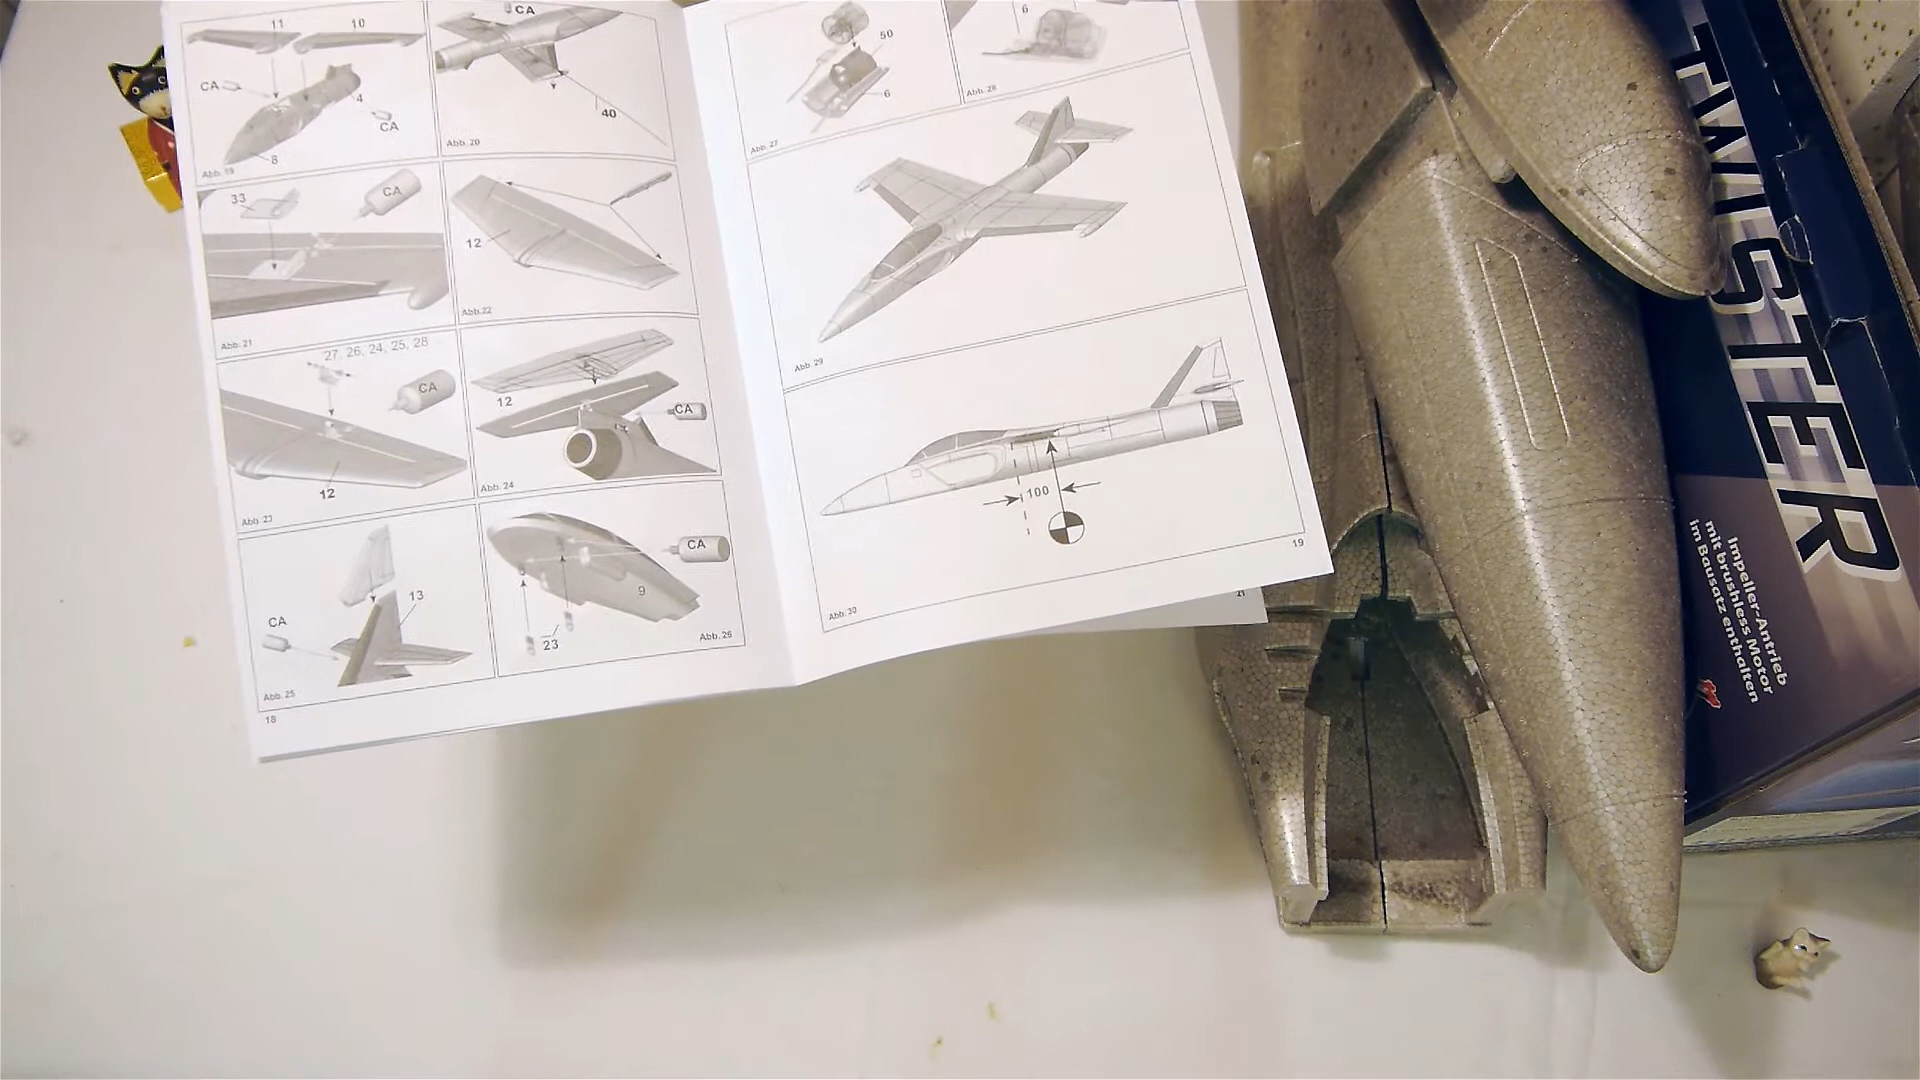 11
10
CA
4
CA
8
Abb. 19
CA
40
Abb. 20
33
CA
Abb. 21
12
Abb. 22
27, 26, 24, 25, 28
CA
12
Abb. 23
12
CA
Abb. 24
CA
13
Abb. 25
CA
9
23
Abb. 26
18
50
6
Abb. 27
6
Abb. 28
Abb. 29
100
Abb. 30
19
21
TWISTER
Impeller-Antrieb
mit brushless Motor
im Bausatz enthalten